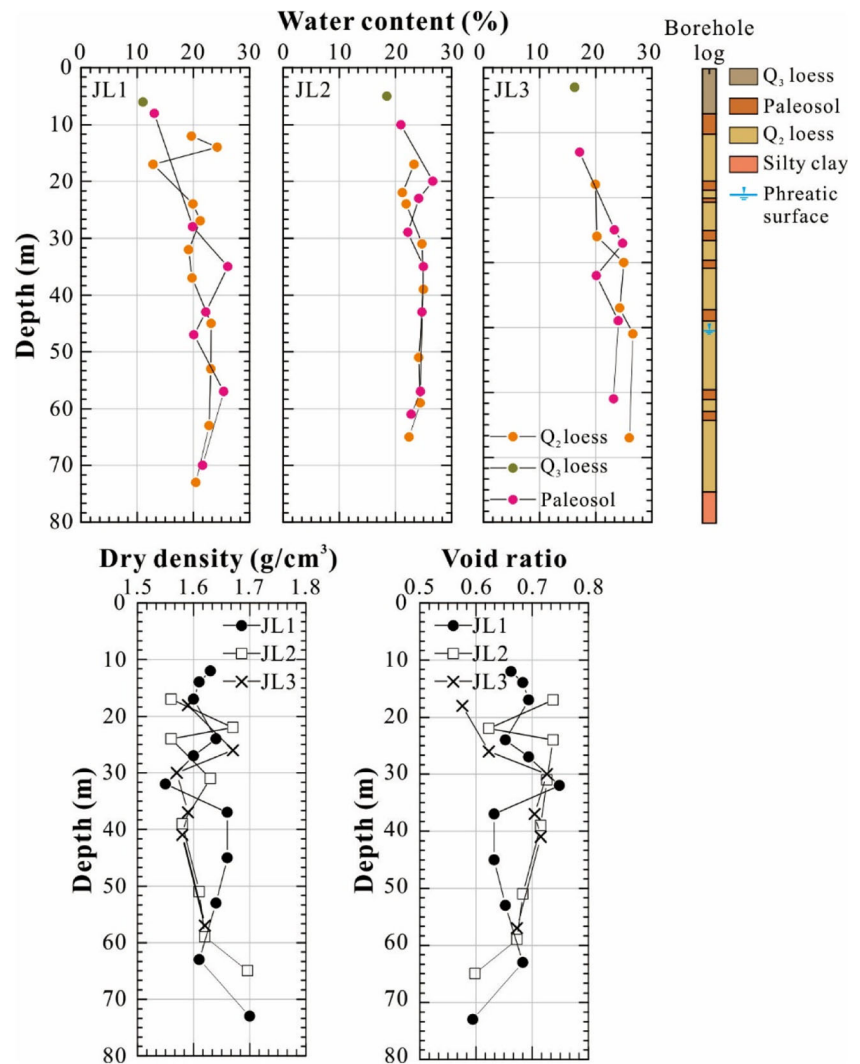 Water content (%)
0 10 20 30 0 10 20 30 0 10 20 30
Borehole
log
JL1 JL2 JL3
Q₃ loess
Paleosol
Q₂ loess
Silty clay
Phreatic
surface
0
10
20
30
40
50
60
70
80
Depth (m)
Q₂ loess
Q₃ loess
Paleosol
Dry density (g/cm³) Void ratio
1.5 1.6 1.7 1.8 0.5 0.6 0.7 0.8
JL1 JL1
JL2 JL2
JL3 JL3
0 0
10 10
20 20
30 30
40 40
50 50
60 60
70 70
80 80
Depth (m) Depth (m)